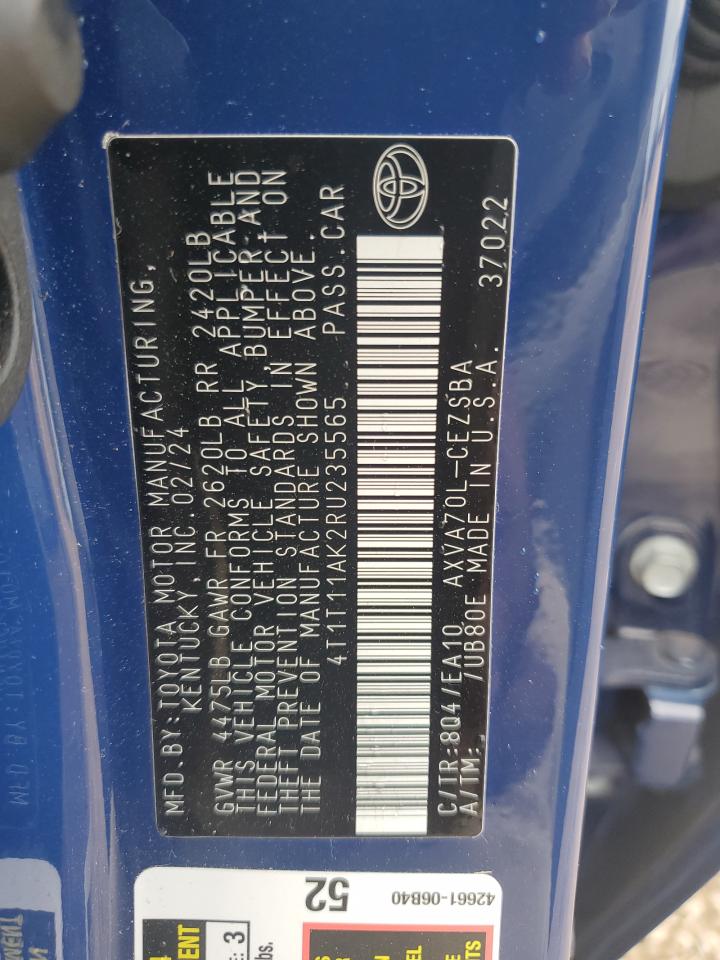 MFD. BY: TOYOTA MOTOR MANUFACTURING,
KENTUCKY, INC. 02/24
GVWR 4475LB GAWR FR 2620LB RR 2420LB
THIS VEHICLE CONFORMS TO ALL APPLICABLE
FEDERAL MOTOR VEHICLE SAFETY, BUMPER AND
THEFT PREVENTION STANDARDS IN EFFECT ON
THE DATE OF MANUFACTURE SHOWN ABOVE.
4T1T11AK2RU235565 PASS. CAR
C/TR: 8Q4/EA10 AXVA70L-CEZSBA
A/TM: /UB80E MADE IN U.S.A. 37022
52
42661-06B40
3